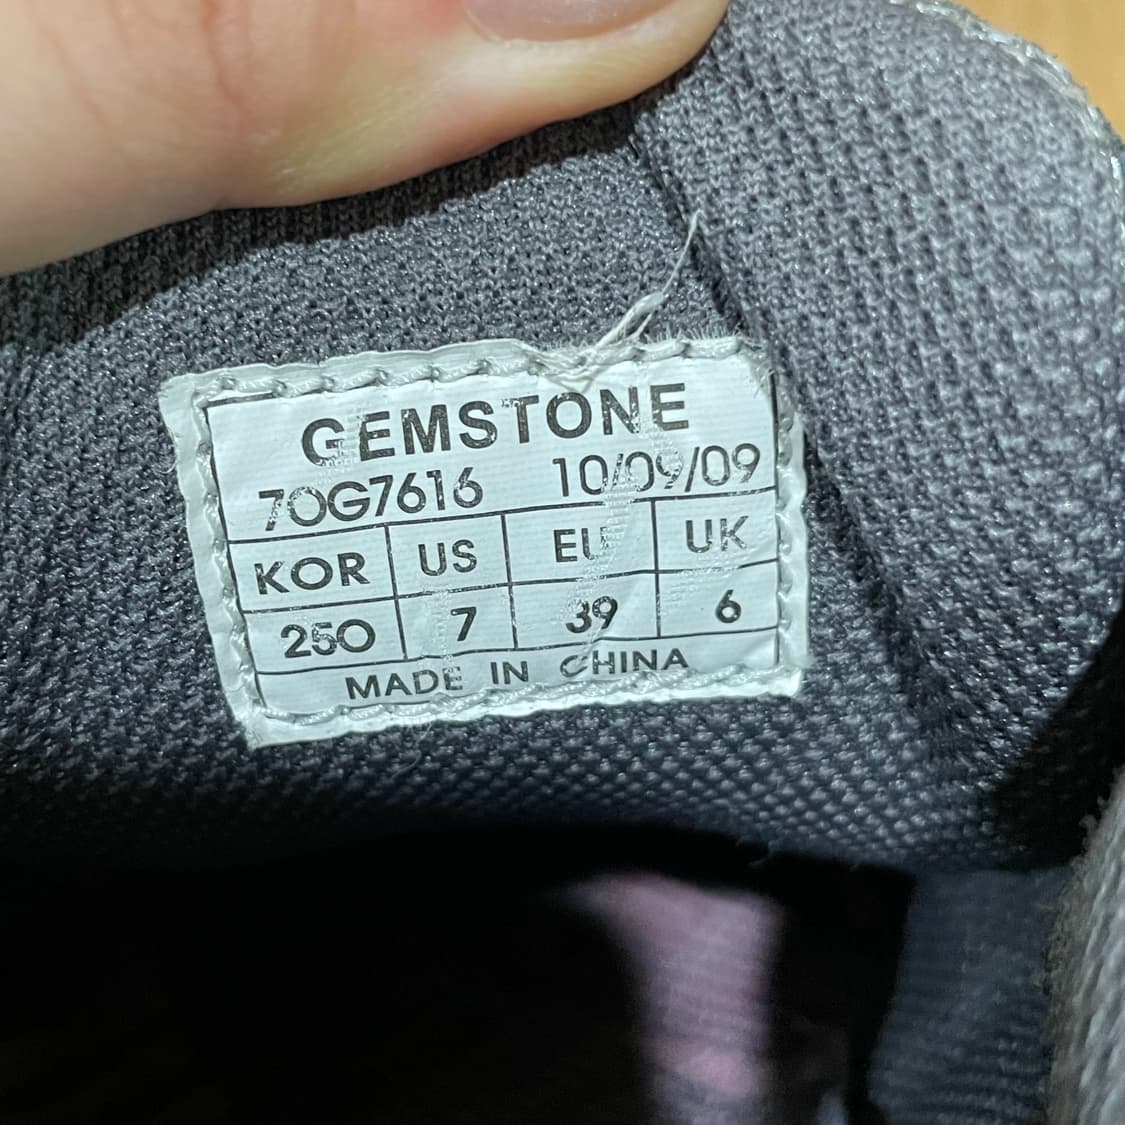 GEMSTONE
70G7616 10/09/09
KOR US EU UK
250 7 39 6
MADE IN CHINA